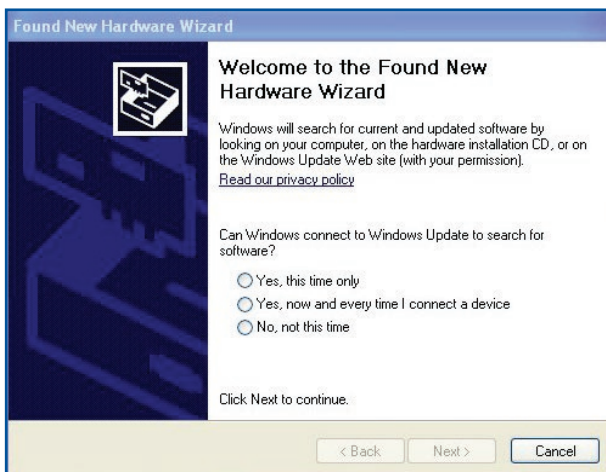 Found New Hardware Wizard
Welcome to the Found New
Hardware Wizard
Windows will search for current and updated software by
looking on your computer, on the hardware installation CD, or on
the Windows Update Web site (with your permission).
Read our privacy policy
Can Windows connect to Windows Update to search for
software?
Yes, this time only
Yes, now and every time I connect a device
No, not this time
Click Next to continue.
< Back Next > Cancel